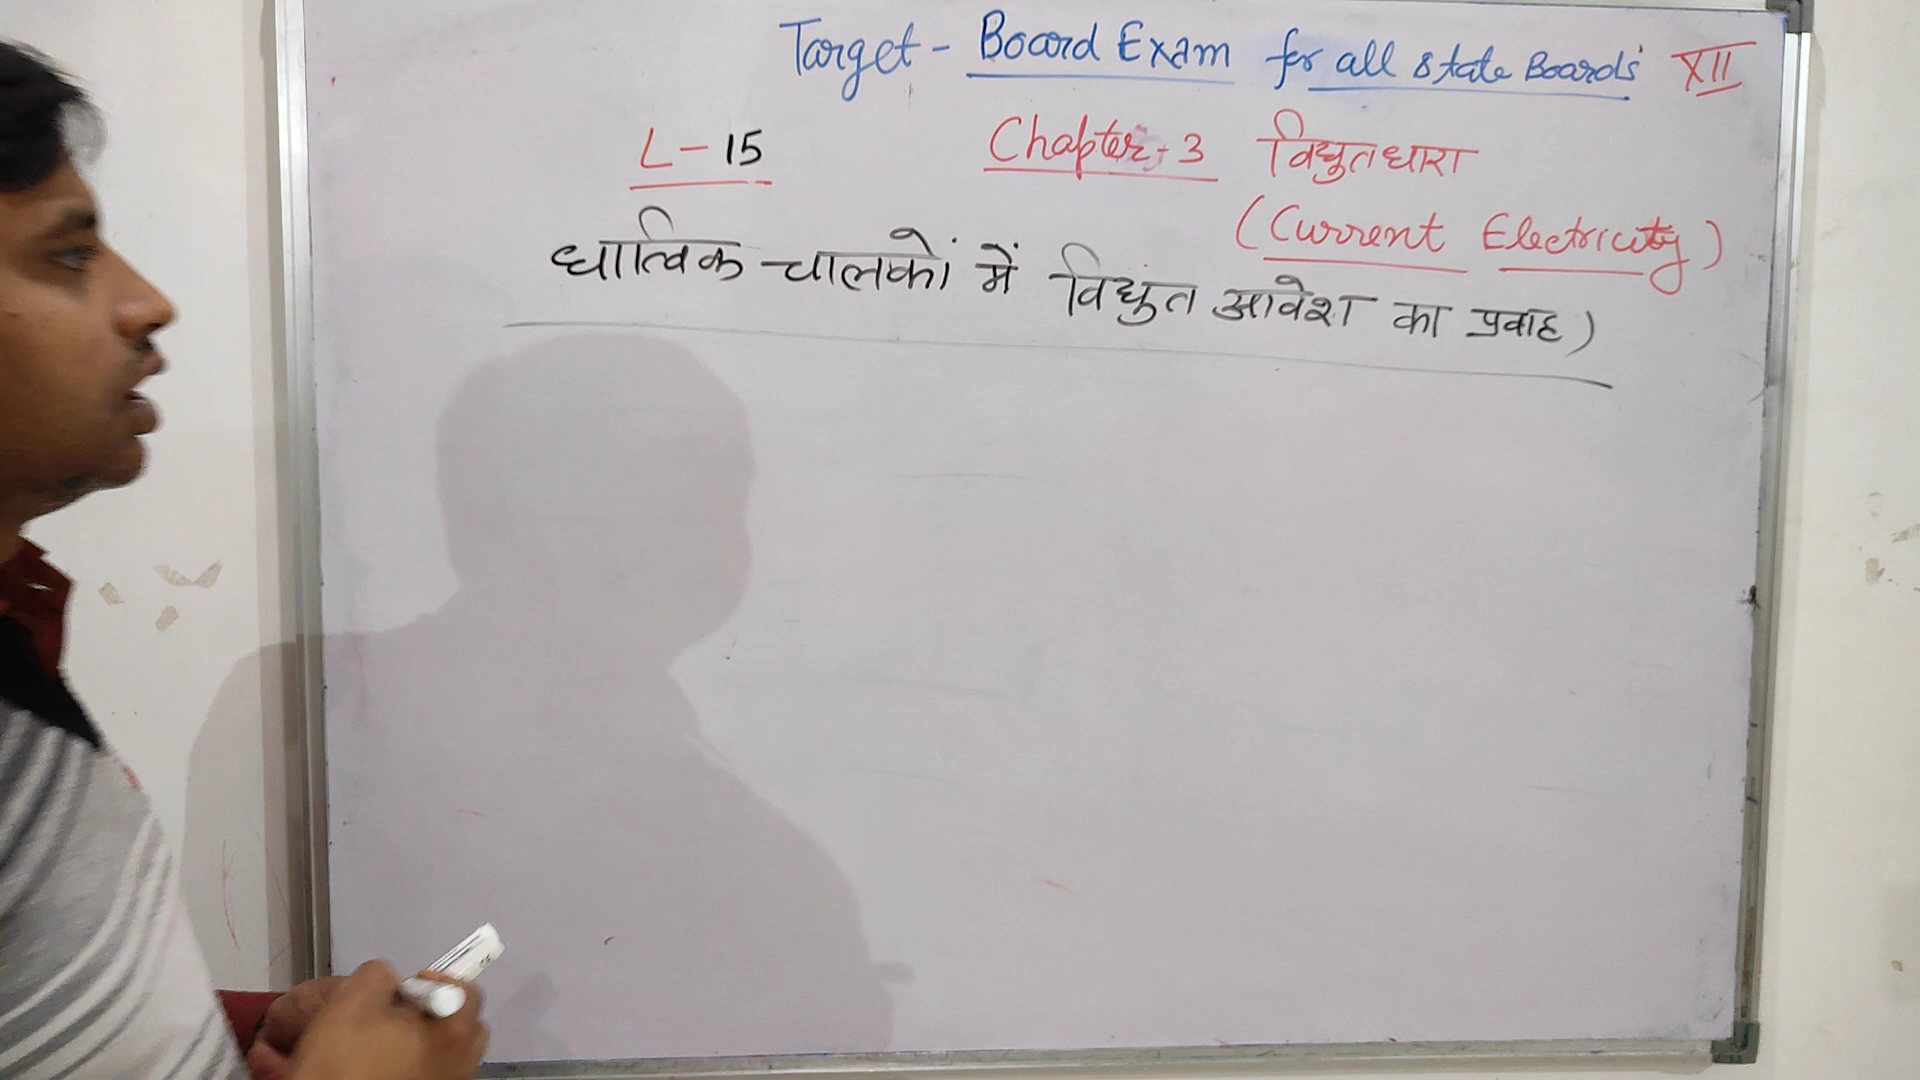 Target - Board Exam for all state Boards XII
L - 15 Chapter - 3 विद्युतधारा
(Current Electricity)
धात्विक चालकों में विद्युत आवेश का प्रवाह)